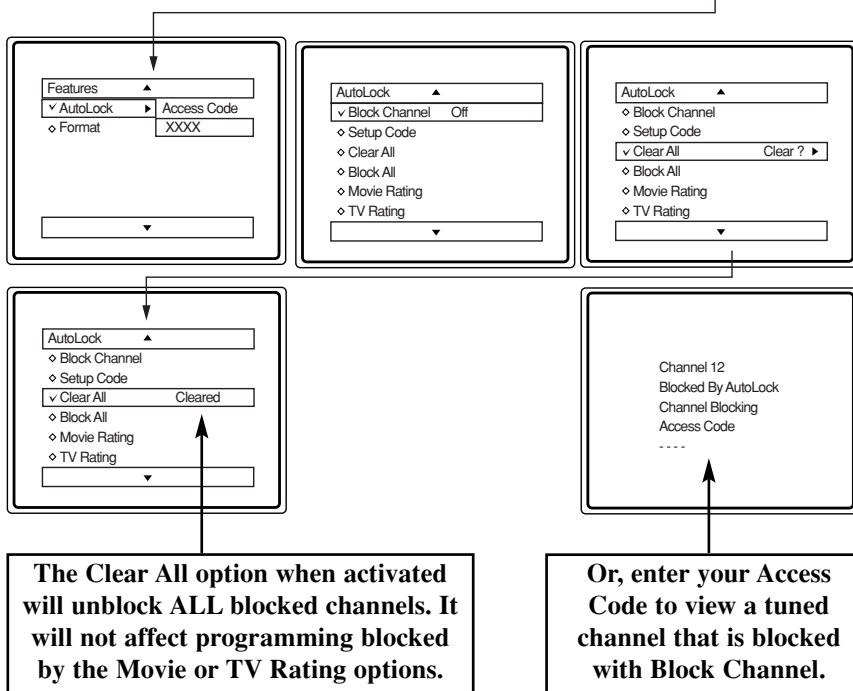 Features ▲
✓ AutoLock ▶ Access Code
◇ Format XXXX
▼
AutoLock ▲
✓ Block Channel Off
◇ Setup Code
◇ Clear All
◇ Block All
◇ Movie Rating
◇ TV Rating
▼
AutoLock ▲
◇ Block Channel
◇ Setup Code
✓ Clear All Clear ? ▶
◇ Block All
◇ Movie Rating
◇ TV Rating
▼
AutoLock ▲
◇ Block Channel
◇ Setup Code
✓ Clear All Cleared
◇ Block All
◇ Movie Rating
◇ TV Rating
▼
Channel 12
Blocked By AutoLock
Channel Blocking
Access Code
- - - -
The Clear All option when activated
will unblock ALL blocked channels. It
will not affect programming blocked
by the Movie or TV Rating options.
Or, enter your Access
Code to view a tuned
channel that is blocked
with Block Channel.